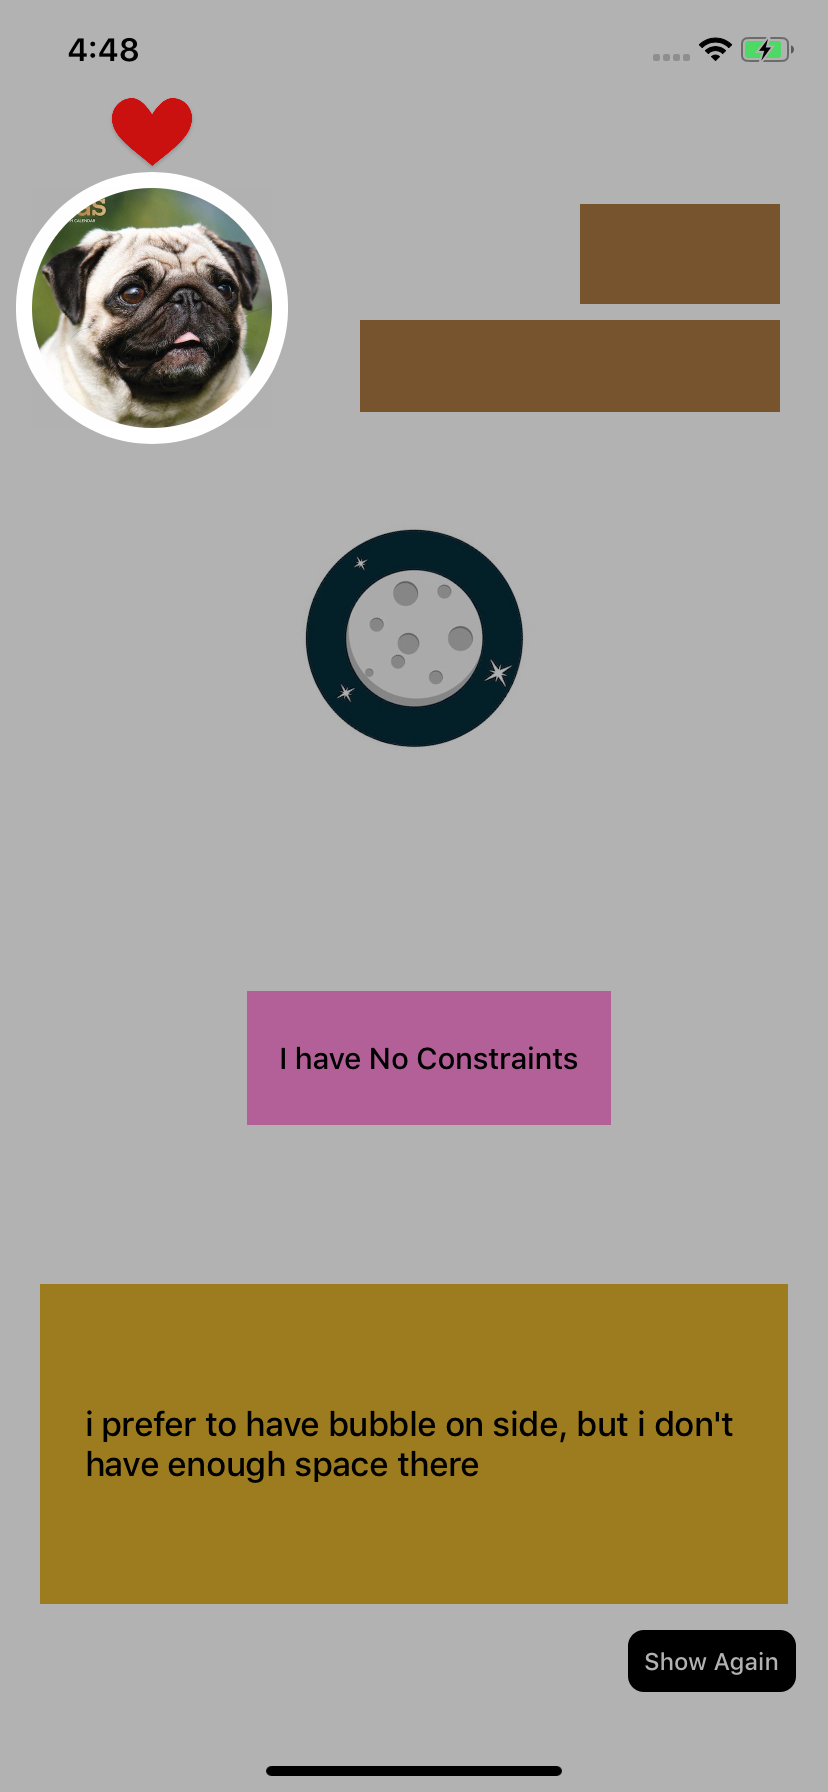 4:48
I have No Constraints
i prefer to have bubble on side, but i don't
have enough space there
Show Again